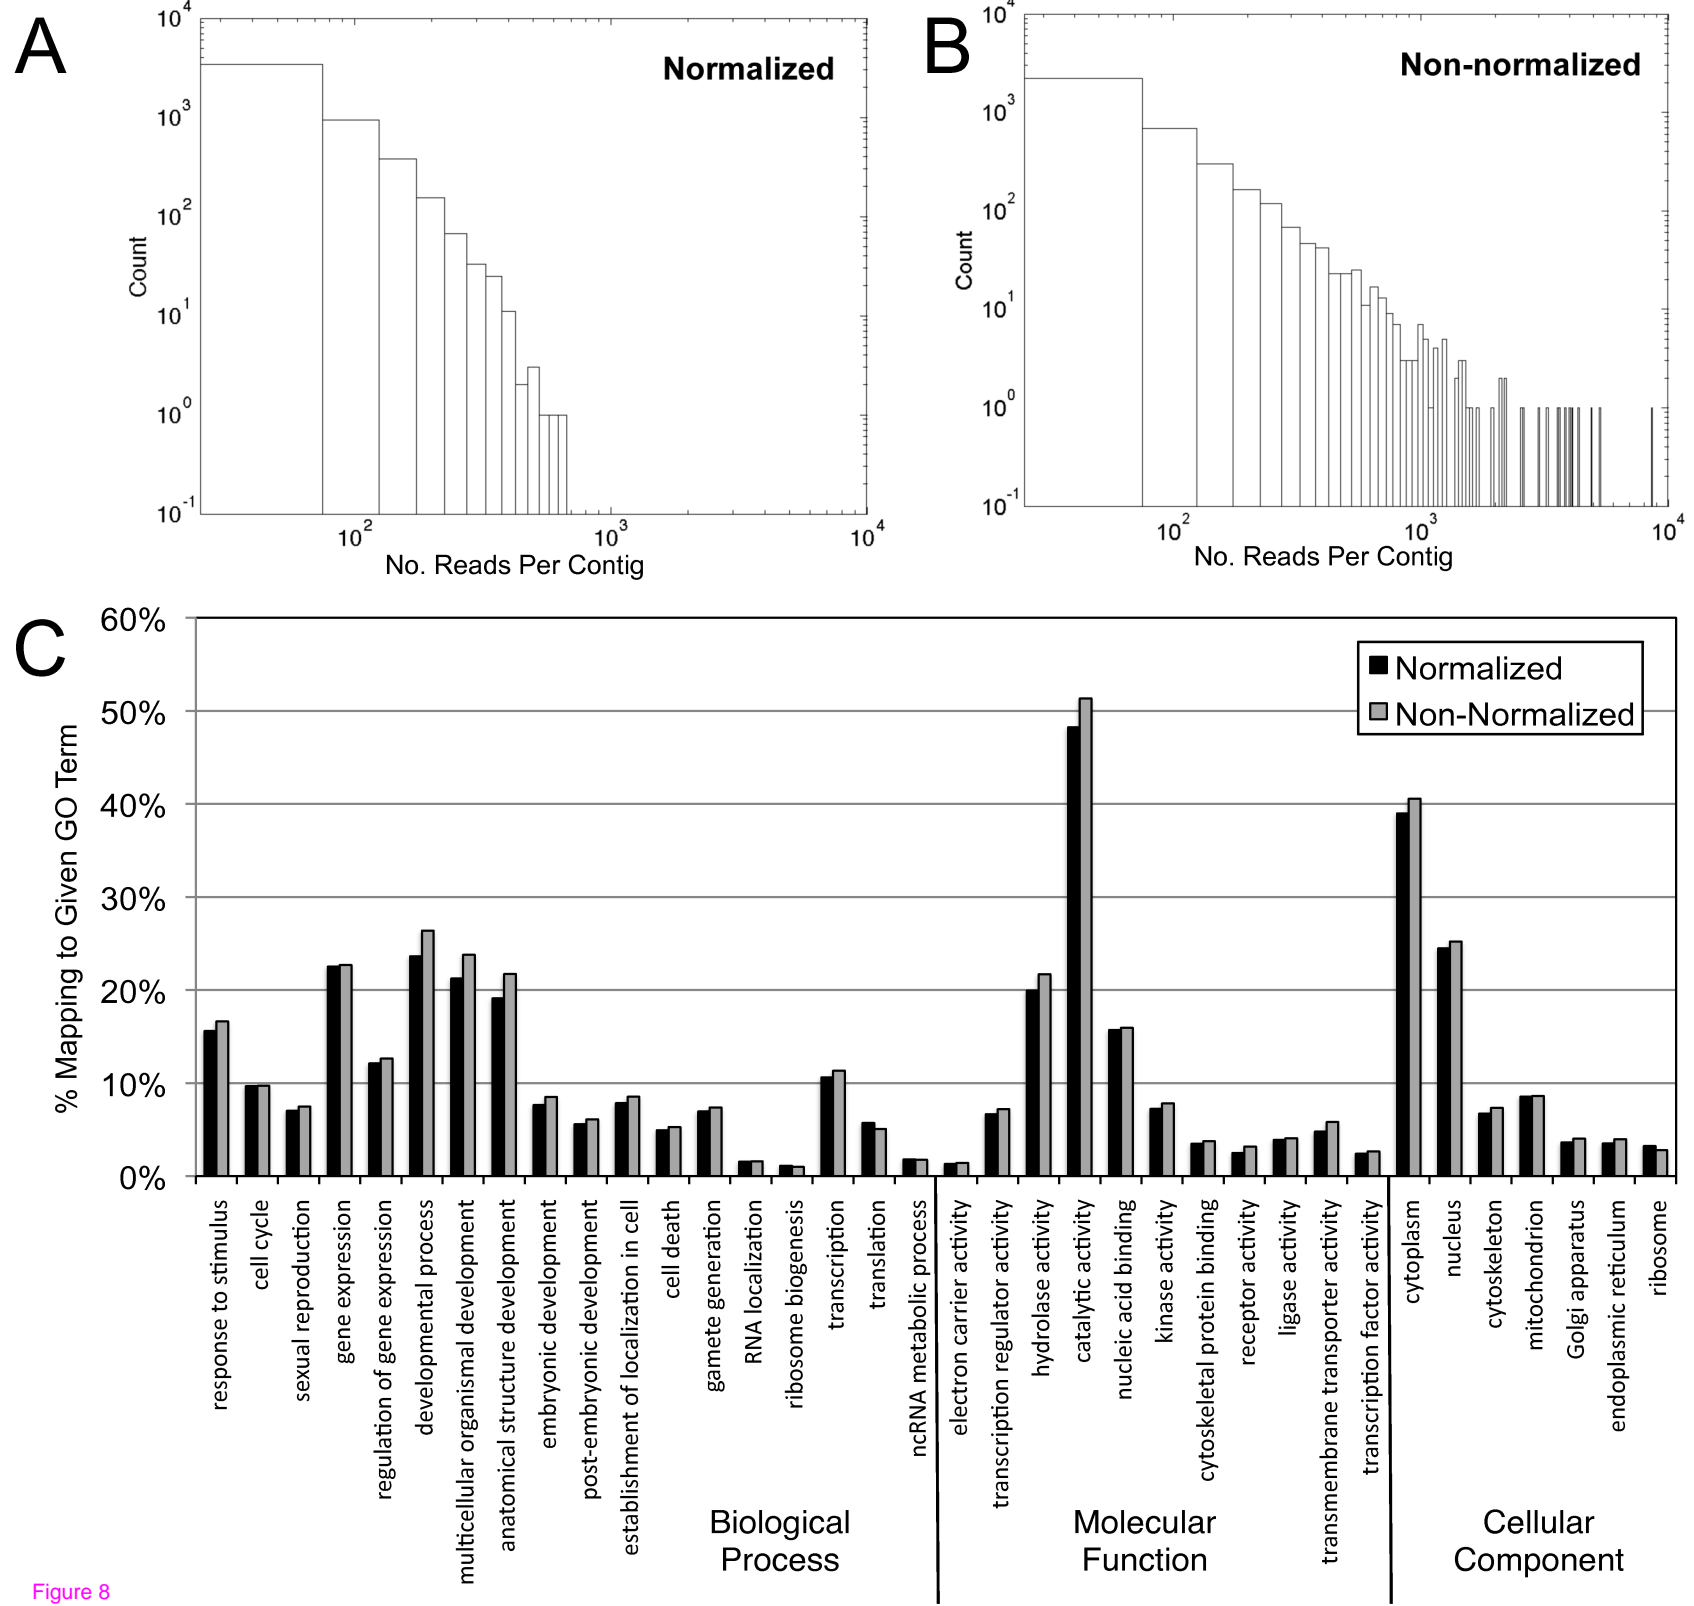 A
Normalized
10^4
10^3
10^2
10^1
10^0
10^-1
Count
10^2
10^3
10^4
No. Reads Per Contig
B
Non-normalized
10^4
10^3
10^2
10^1
10^0
10^-1
Count
10^2
10^3
10^4
No. Reads Per Contig
C
60%
50%
40%
30%
20%
10%
0%
% Mapping to Given GO Term
Normalized
Non-Normalized
response to stimulus
cell cycle
sexual reproduction
gene expression
regulation of gene expression
developmental process
multicellular organismal development
anatomical structure development
embryonic development
post-embryonic development
establishment of localization in cell
cell death
gamete generation
RNA localization
ribosome biogenesis
transcription
translation
ncRNA metabolic process
electron carrier activity
transcription regulator activity
hydrolase activity
catalytic activity
nucleic acid binding
kinase activity
cytoskeletal protein binding
receptor activity
ligase activity
transmembrane transporter activity
transcription factor activity
cytoplasm
nucleus
cytoskeleton
mitochondrion
Golgi apparatus
endoplasmic reticulum
ribosome
Biological
Process
Molecular
Function
Cellular
Component
Figure 8